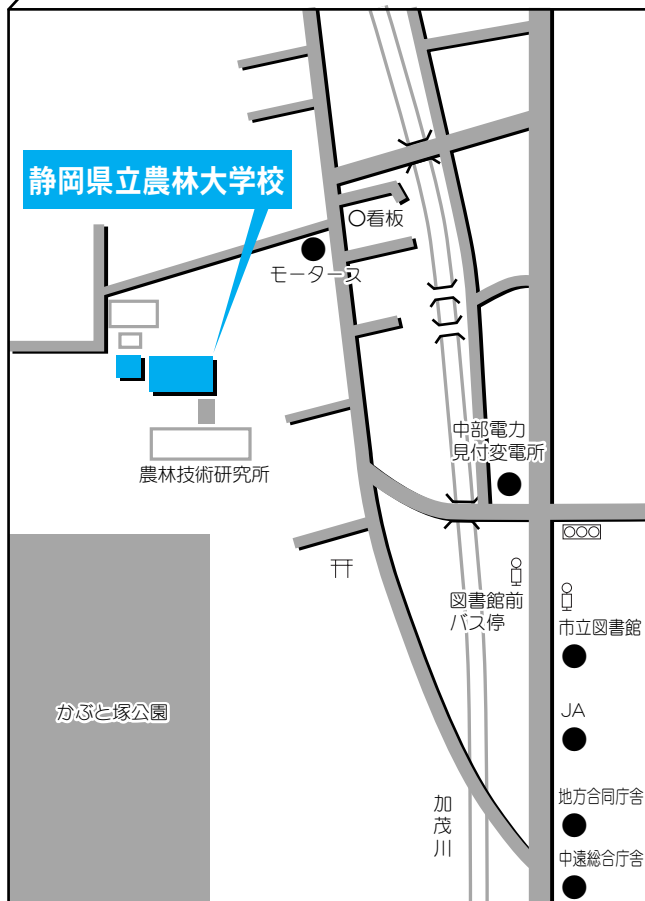 静岡県立農林大学校
〇看板
モータース
中部電力
見付変電所
農林技術研究所
図書館前
バス停
市立図書館
かぶと塚公園
JA
地方合同庁舎
加茂川
中遠総合庁舎